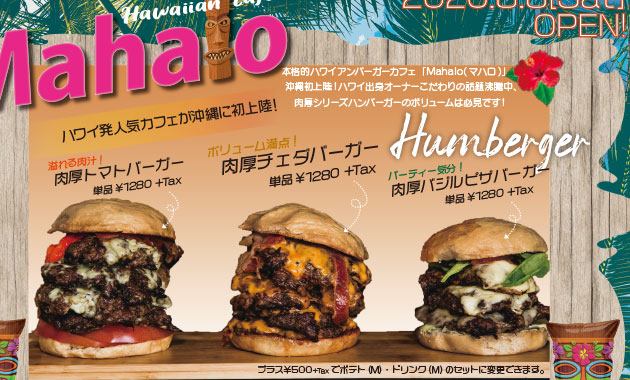 Hawaiian
Mahalo
OPEN!
本格的ハワイアンバーガーカフェ「Mahalo(マハロ)」
沖縄初上陸!ハワイ出身オーナーこだわりの話題沸騰中、
肉厚シリーズハンバーガーのボリュームは必見です!
ハワイ発人気カフェが沖縄に初上陸!
Humberger
溢れる肉汁!
肉厚トマトバーガー
単品¥1280 +Tax
ボリューム満点!
肉厚チェダバーガー
単品¥1280 +Tax
パーティー気分!
肉厚バジルピザバーガー
単品¥1280 +Tax
プラス¥500+Taxでポテト(M)・ドリンク(M)のセットに変更できます。